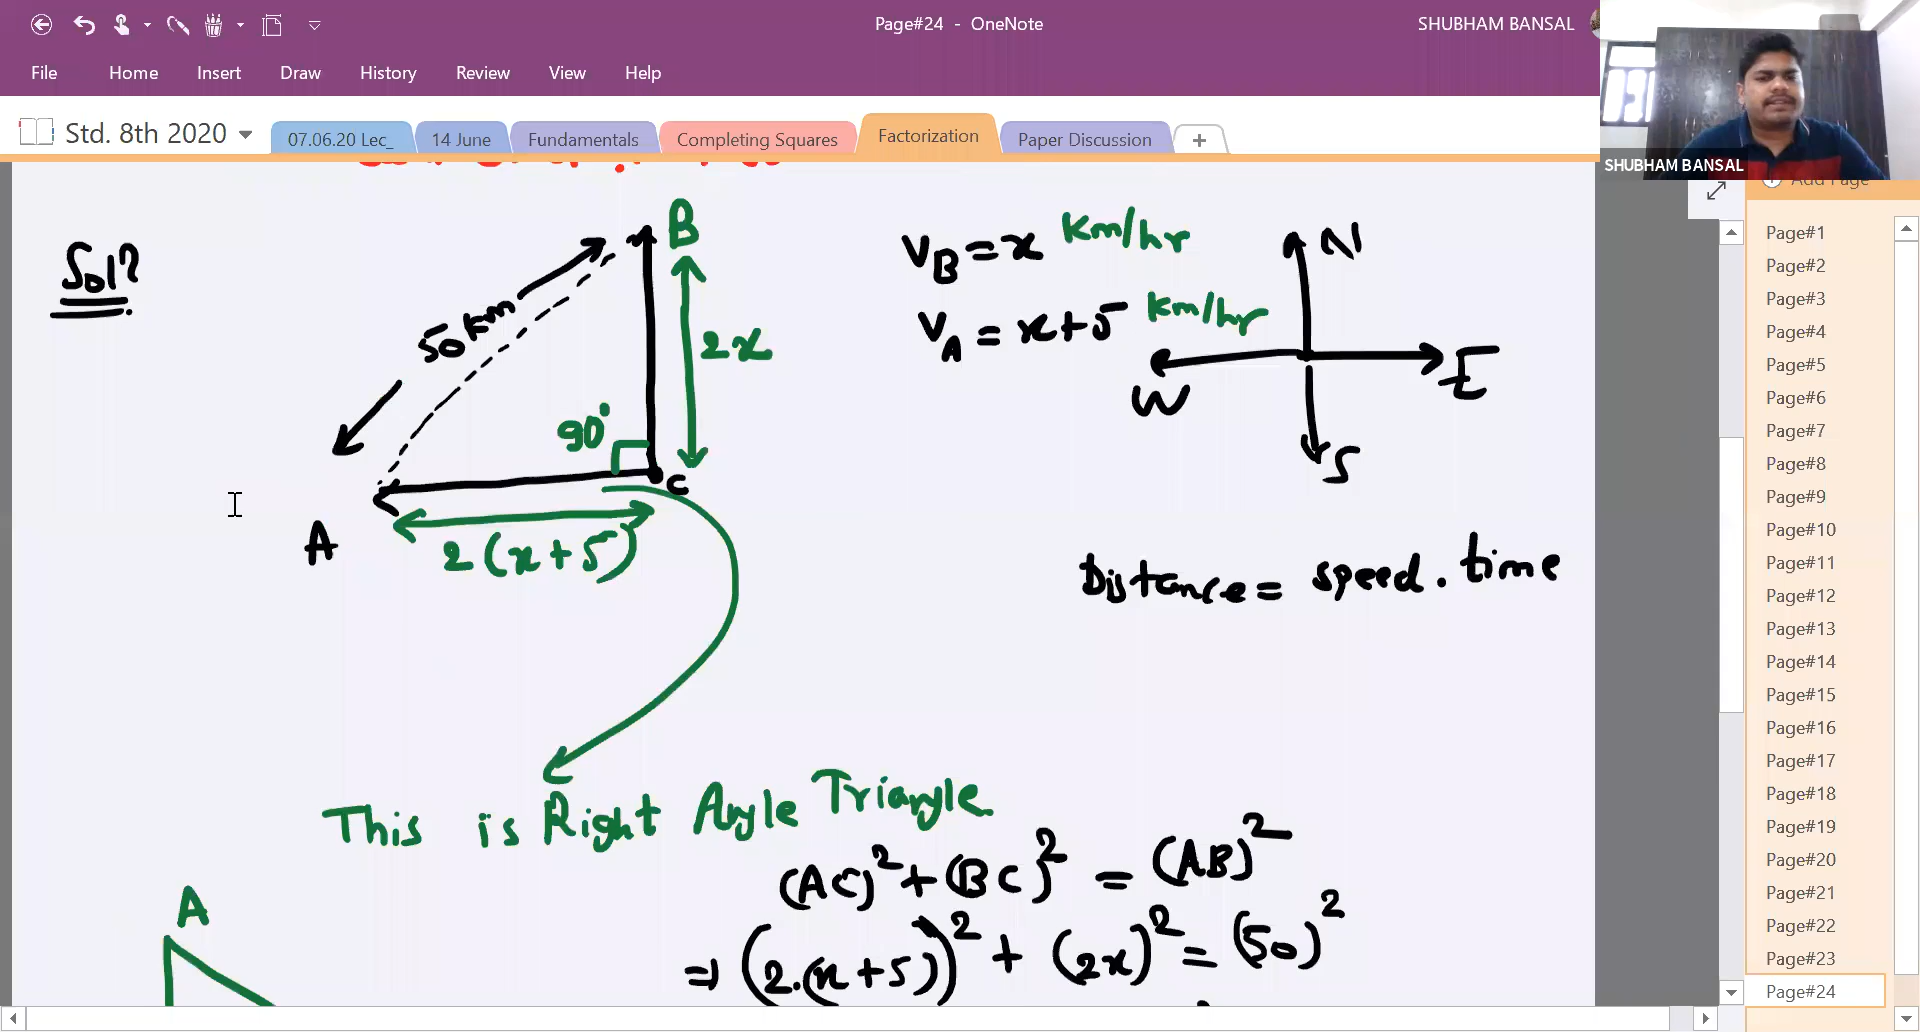 Page#24 - OneNote
SHUBHAM BANSAL
File Home Insert Draw History Review View Help
Std. 8th 2020
07.06.20 Lec_
14 June
Fundamentals
Completing Squares
Factorization
Paper Discussion
+
SHUBHAM BANSAL
Add Page
Page#1
Page#2
Page#3
Page#4
Page#5
Page#6
Page#7
Page#8
Page#9
Page#10
Page#11
Page#12
Page#13
Page#14
Page#15
Page#16
Page#17
Page#18
Page#19
Page#20
Page#21
Page#22
Page#23
Page#24
Solⁿ
B
50 km
2x
90°
C
A
2(x+5)
V_B = x km/hr
V_A = x+5 km/hr
N
W
E
S
Distance = speed . time
This is Right Angle Triangle
(AC)² + (BC)² = (AB)²
⇒ (2.(x+5))² + (2x)² = (50)²
A